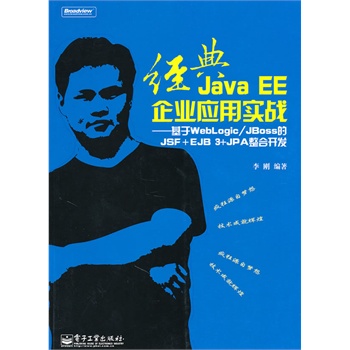 Broadview
经典
Java EE
企业应用实战
——基于WebLogic/JBoss的
JSF+EJB 3+JPA整合开发
李 刚 编著
疯狂源自梦想
技术成就辉煌
疯狂源自梦想
技术成就辉煌
电子工业出版社